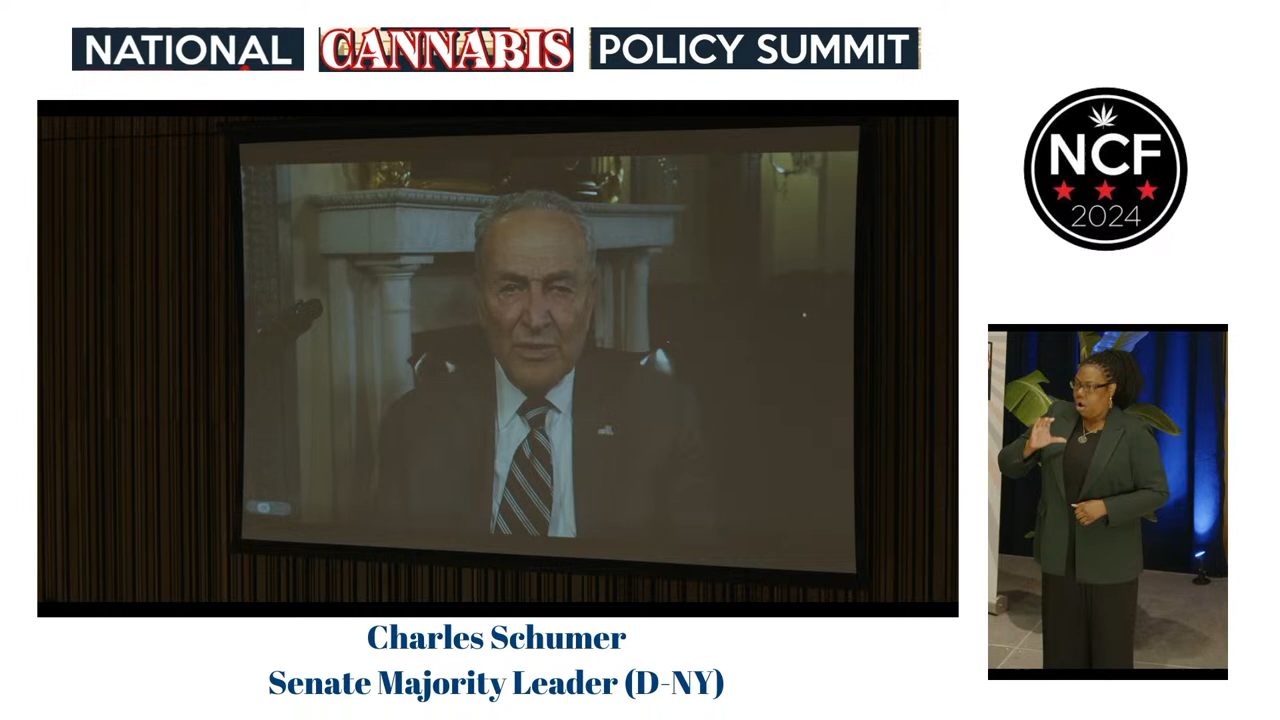 NATIONAL CANNABIS POLICY SUMMIT
NCF
2024
Charles Schumer
Senate Majority Leader (D-NY)